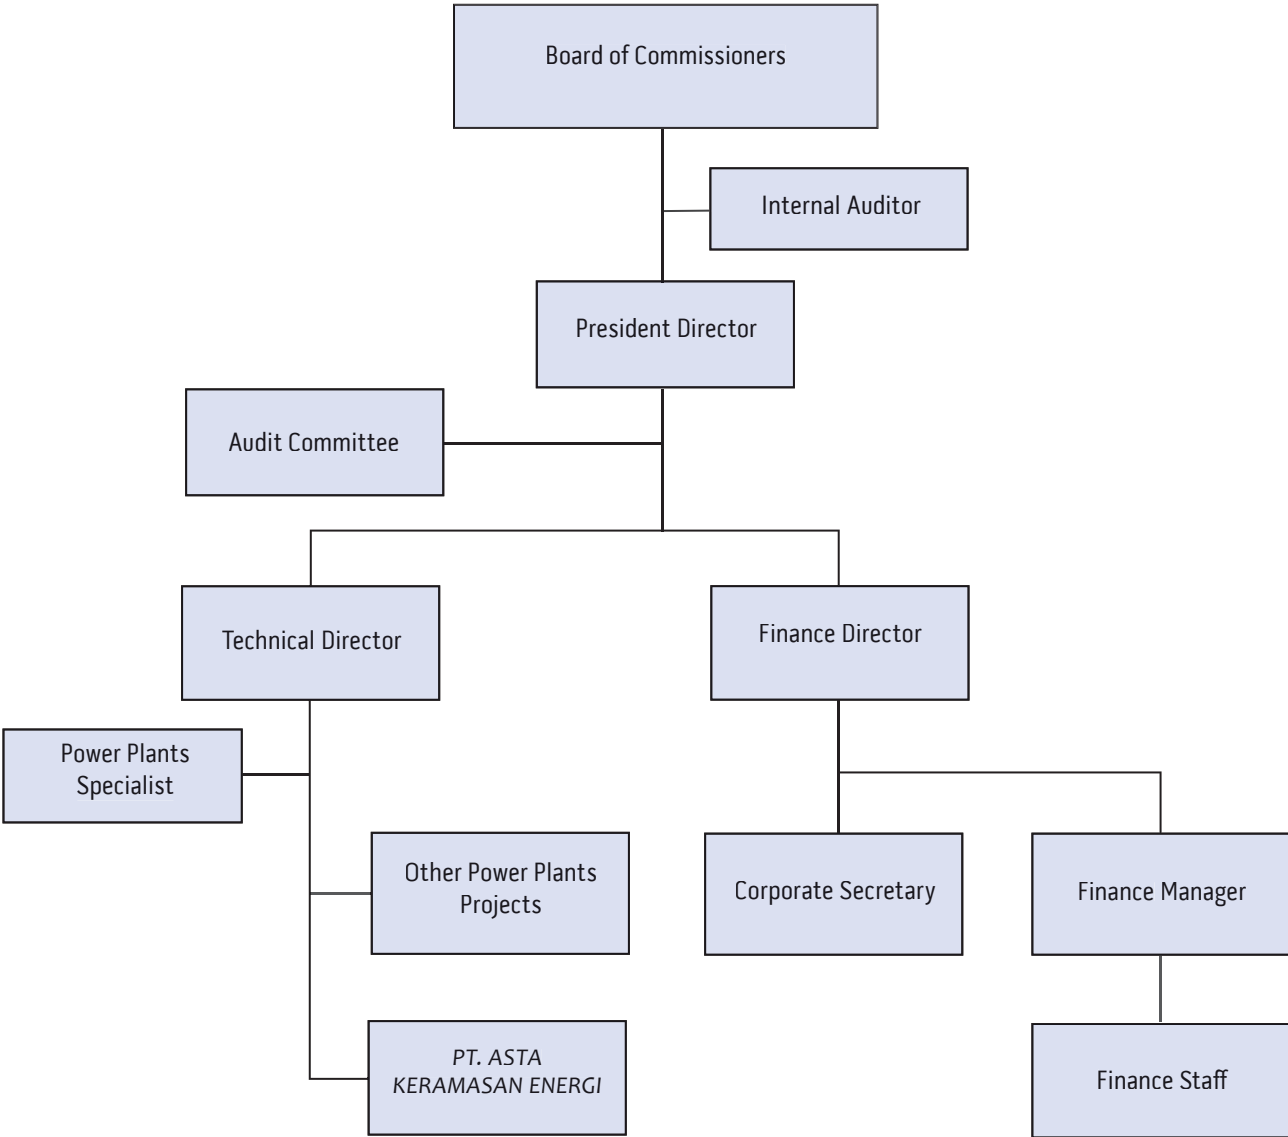 Board of Commissioners
Internal Auditor
President Director
Audit Committee
Technical Director
Finance Director
Power Plants
Specialist
Other Power Plants
Projects
Corporate Secretary
Finance Manager
PT. ASTA
KERAMASAN ENERGI
Finance Staff